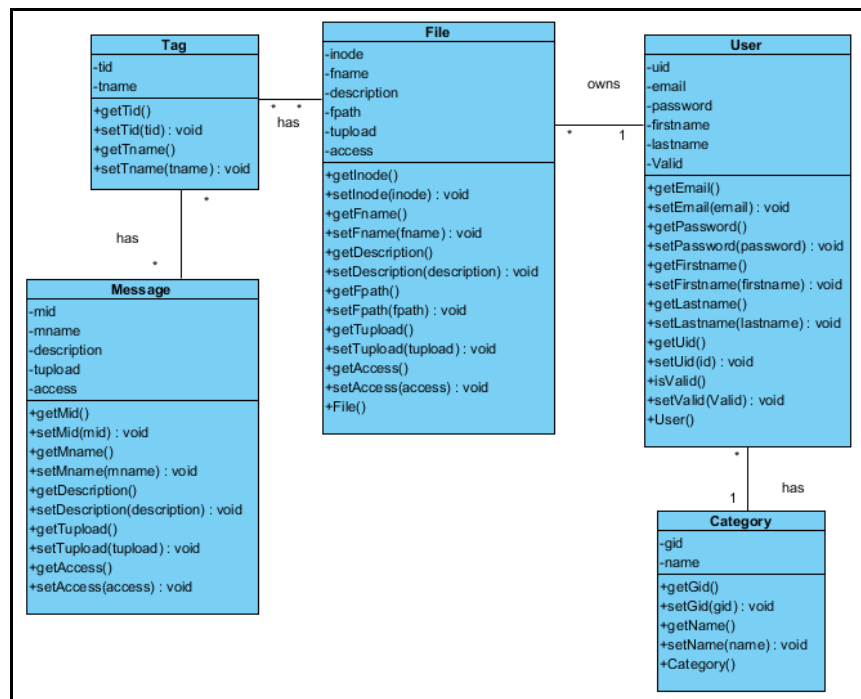 Tag
-tid
-tname
+getTid()
+setTid(tid) : void
+getTname()
+setTname(tname) : void
* *
has
File
-inode
-fname
-description
-fpath
-tupload
-access
+getInode()
+setInode(inode) : void
+getFname()
+setFname(fname) : void
+getDescription()
+setDescription(description) : void
+getFpath()
+setFpath(fpath) : void
+getTupload()
+setTupload(tupload) : void
+getAccess()
+setAccess(access) : void
+File()
owns
* 1
User
-uid
-email
-password
-firstname
-lastname
-Valid
+getEmail()
+setEmail(email) : void
+getPassword()
+setPassword(password) : void
+getFirstname()
+setFirstname(firstname) : void
+getLastname()
+setLastname(lastname) : void
+getUid()
+setUid(id) : void
+isValid()
+setValid(Valid) : void
+User()
*
has
*
Message
-mid
-mname
-description
-tupload
-access
+getMid()
+setMid(mid) : void
+getMname()
+setMname(mname) : void
+getDescription()
+setDescription(description) : void
+getTupload()
+setTupload(tupload) : void
+getAccess()
+setAccess(access) : void
*
has
1
Category
-gid
-name
+getGid()
+setGid(gid) : void
+getName()
+setName(name) : void
+Category()